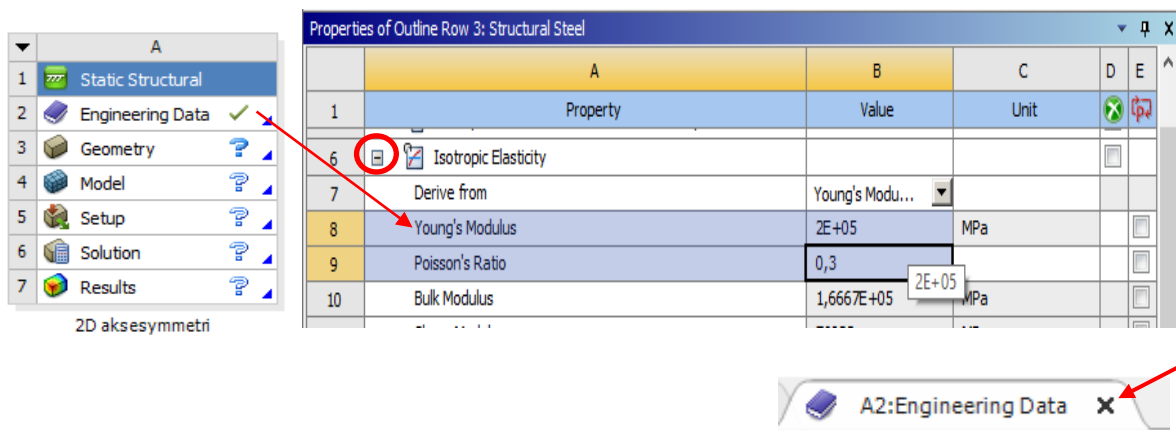 A
1 Static Structural
2 Engineering Data
3 Geometry
4 Model
5 Setup
6 Solution
7 Results
2D aksesymmetri
Properties of Outline Row 3: Structural Steel
A B C D E
1 Property Value Unit
6 Isotropic Elasticity
7 Derive from Young's Modu...
8 Young's Modulus 2E+05 MPa
9 Poisson's Ratio 0,3
2E+05
10 Bulk Modulus 1,6667E+05 MPa
A2:Engineering Data